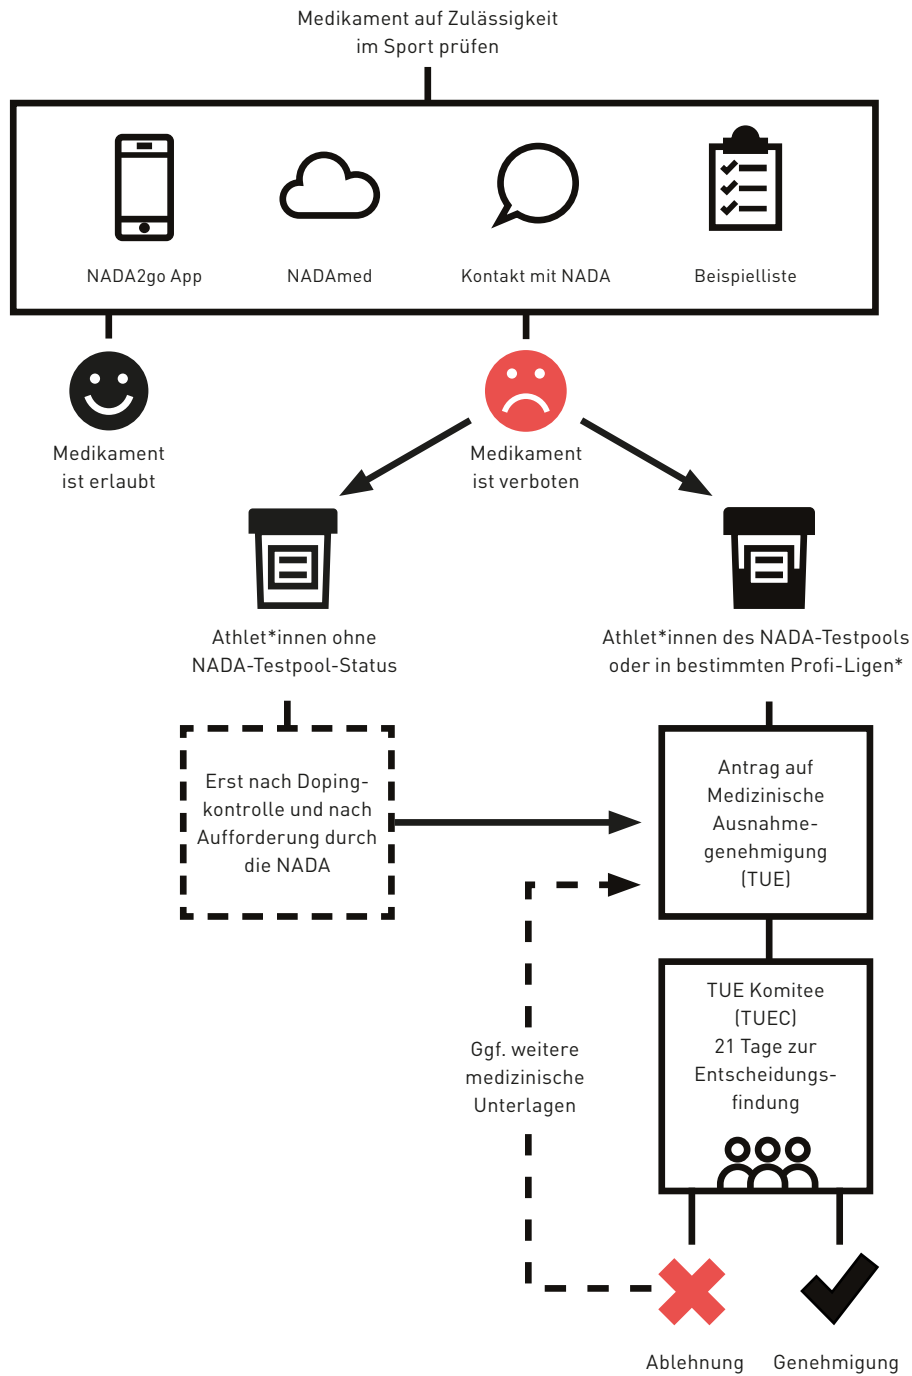 Medikament auf Zulässigkeit
im Sport prüfen
NADA2go App
NADAmed
Kontakt mit NADA
Beispielliste
Medikament
ist erlaubt
Medikament
ist verboten
Athlet*innen ohne
NADA-Testpool-Status
Athlet*innen des NADA-Testpools
oder in bestimmten Profi-Ligen*
Erst nach Doping-
kontrolle und nach
Aufforderung durch
die NADA
Antrag auf
Medizinische
Ausnahme-
genehmigung
(TUE)
TUE Komitee
(TUEC)
21 Tage zur
Entscheidungs-
findung
Ggf. weitere
medizinische
Unterlagen
Ablehnung
Genehmigung